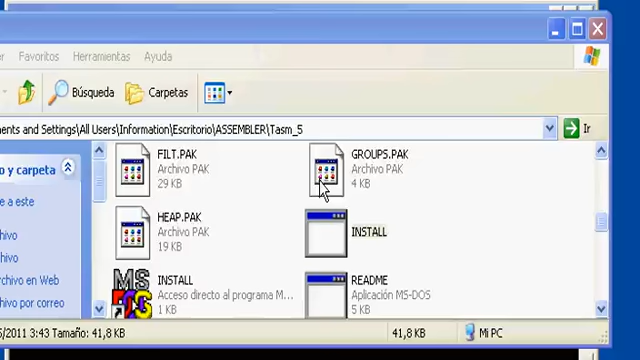 Favoritos Herramientas Ayuda
Búsqueda Carpetas
ents and Settings\All Users\Information\Escritorio\ASSEMBLER\Tasm_5 Ir
FILT.PAK
Archivo PAK
29 KB
GROUPS.PAK
Archivo PAK
4 KB
o y carpeta
a este
HEAP.PAK
Archivo PAK
19 KB
INSTALL
hivo
hivo
rchivo en Web
chivo por correo
MS DOS
INSTALL
Acceso directo al programa M...
1 KB
README
Aplicación MS-DOS
5 KB
/2011 3:43 Tamaño: 41,8 KB 41,8 KB Mi PC